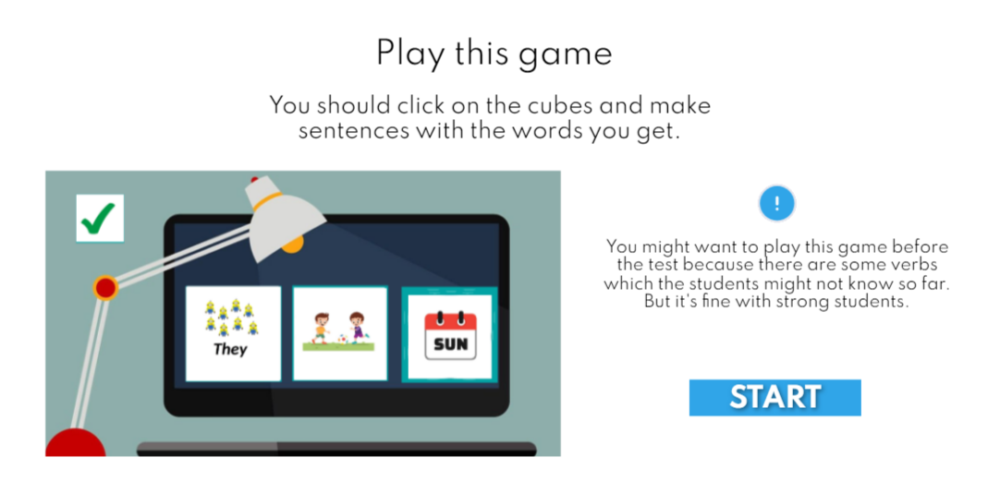 Play this game
You should click on the cubes and make
sentences with the words you get.
They
SUN
!
You might want to play this game before
the test because there are some verbs
which the students might not know so far.
But it's fine with strong students.
START